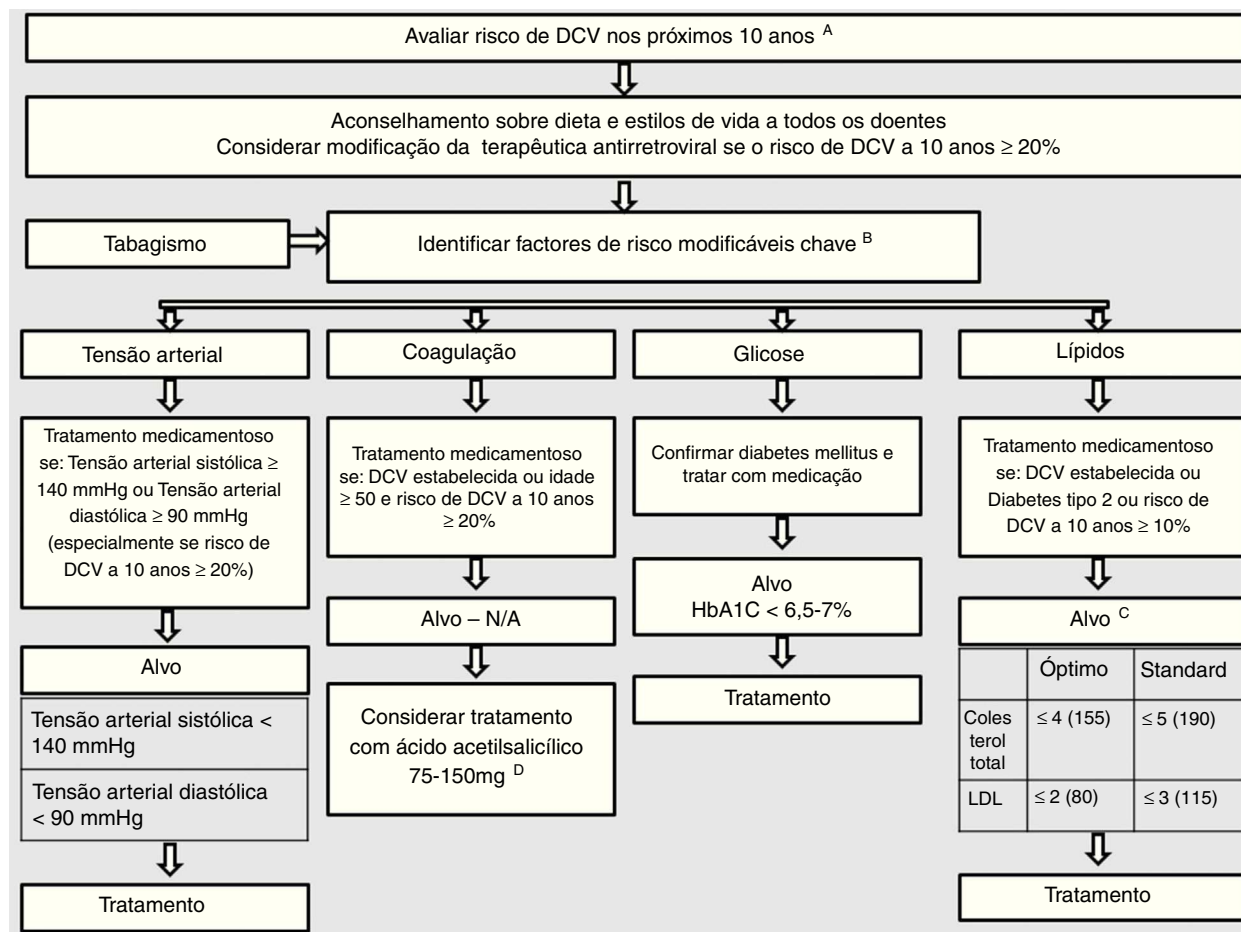 Avaliar risco de DCV nos próximos 10 anos A
Aconselhamento sobre dieta e estilos de vida a todos os doentes
Considerar modificação da terapêutica antirretroviral se o risco de DCV a 10 anos ≥ 20%
Tabagismo
Identificar factores de risco modificáveis chave B
Tensão arterial
Tratamento medicamentoso
se: Tensão arterial sistólica ≥
140 mmHg ou Tensão arterial
diastólica ≥ 90 mmHg
(especialmente se risco de
DCV a 10 anos ≥ 20%)
Alvo
Tensão arterial sistólica <
140 mmHg
Tensão arterial diastólica
< 90 mmHg
Tratamento
Coagulação
Tratamento medicamentoso
se: DCV estabelecida ou idade
≥ 50 e risco de DCV a 10 anos
≥ 20%
Alvo – N/A
Considerar tratamento
com ácido acetilsalicílico
75-150mg D
Glicose
Confirmar diabetes mellitus e
tratar com medicação
Alvo
HbA1C < 6,5-7%
Tratamento
Lípidos
Tratamento medicamentoso
se: DCV estabelecida ou
Diabetes tipo 2 ou risco de
DCV a 10 anos ≥ 10%
Alvo C
Óptimo Standard
Coles
terol
total
≤ 4 (155) ≤ 5 (190)
LDL ≤ 2 (80) ≤ 3 (115)
Tratamento